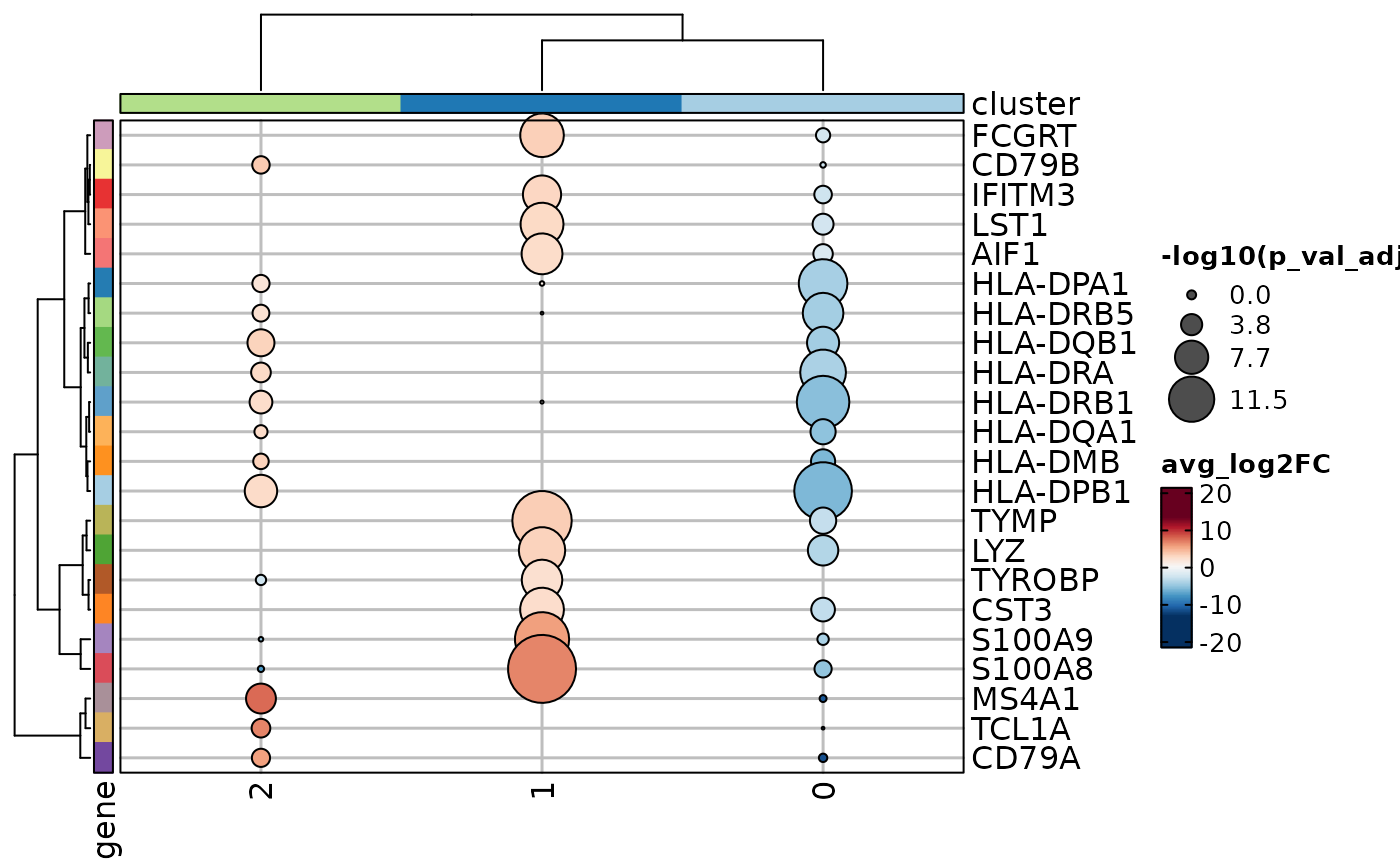 cluster
FCGRT
CD79B
IFITM3
LST1
AIF1
HLA-DPA1
HLA-DRB5
HLA-DQB1
HLA-DRA
HLA-DRB1
HLA-DQA1
HLA-DMB
HLA-DPB1
TYMP
LYZ
TYROBP
CST3
S100A9
S100A8
MS4A1
TCL1A
CD79A
gene
2
1
0
-log10(p_val_adj
0.0
3.8
7.7
11.5
avg_log2FC
20
10
0
-10
-20